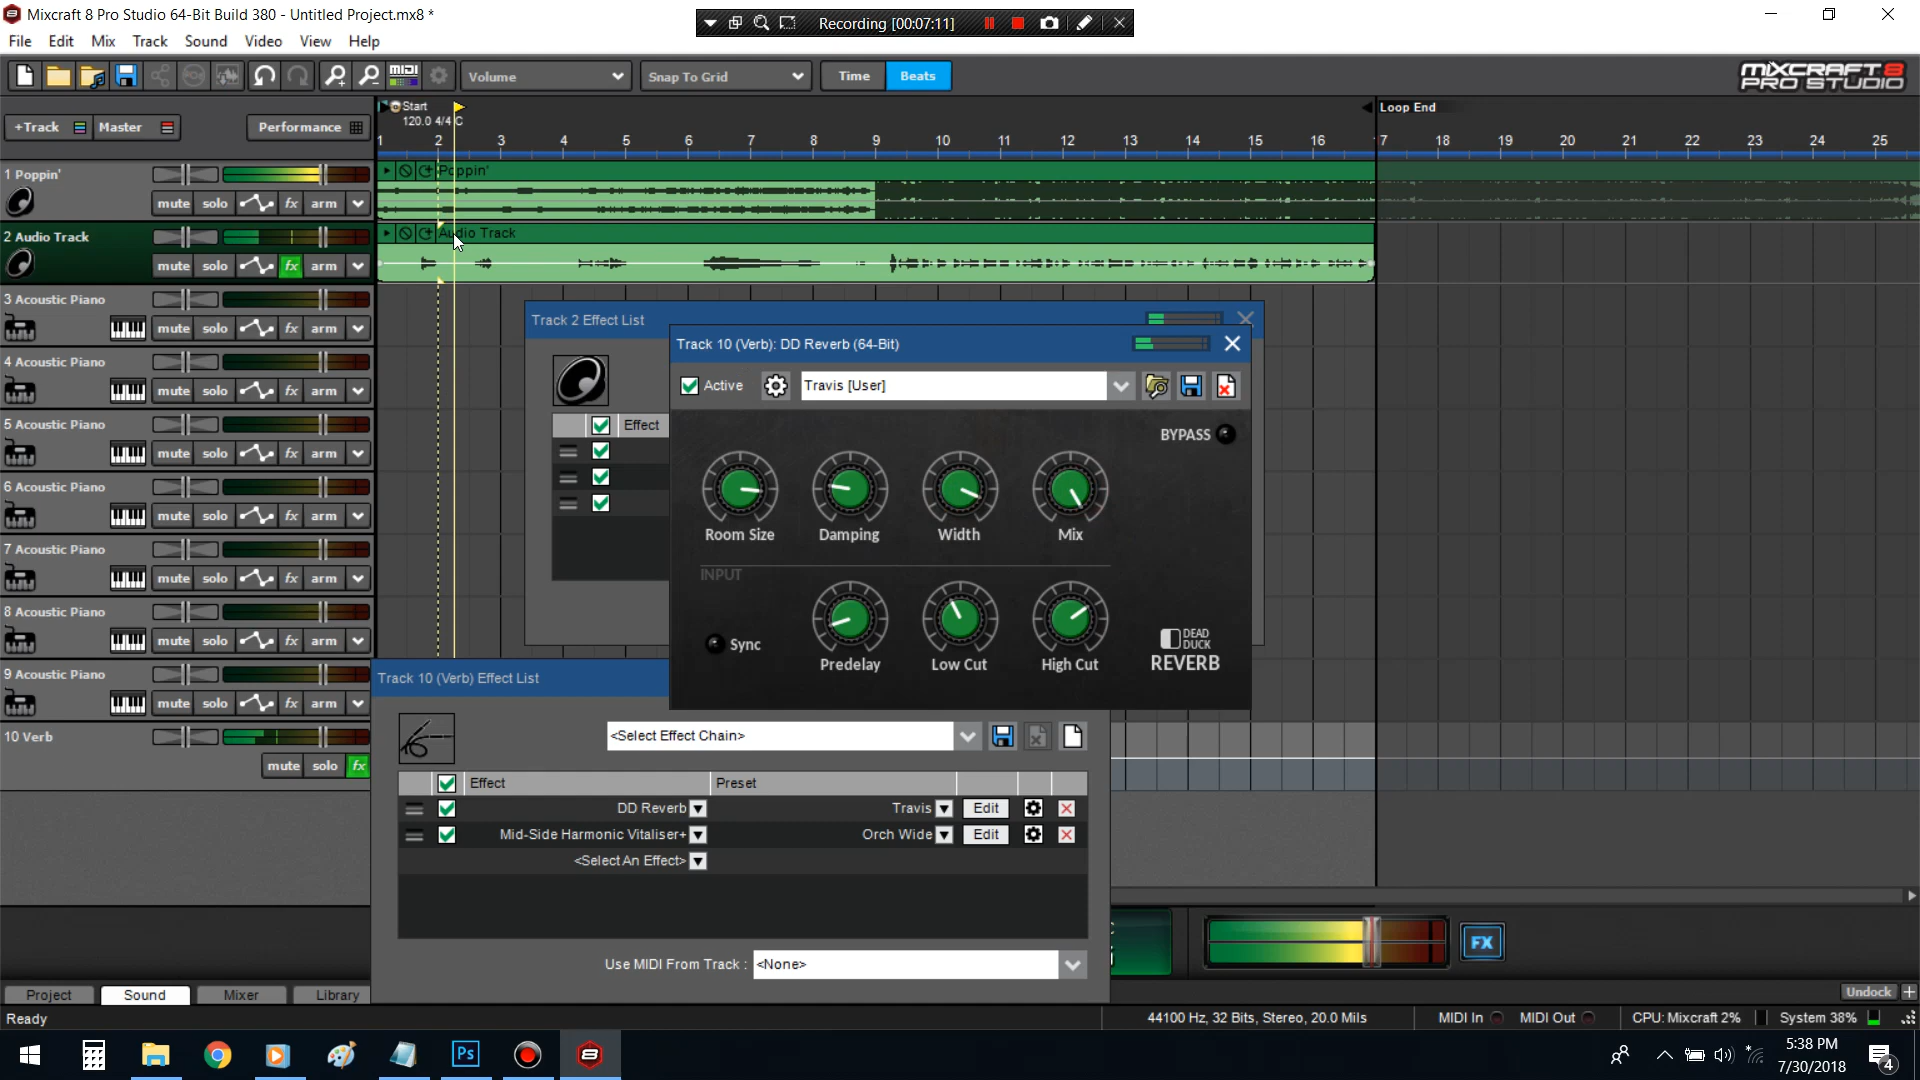 Mixcraft 8 Pro Studio 64-Bit Build 380 - Untitled Project.mx8 *
Recording [00:07:11]
File Edit Mix Track Sound Video View Help
MIDI Volume Snap To Grid Time Beats
MIXCRAFT 8
PRO STUDIO
+Track Master Performance
Start
120.0 4/4 C
Loop End
1 2 3 4 5 6 7 8 9 10 11 12 13 14 15 16 17 18 19 20 21 22 23 24 25
1 Poppin'
mute solo fx arm
Poppin'
2 Audio Track
mute solo fx arm
Audio Track
3 Acoustic Piano
mute solo fx arm
4 Acoustic Piano
mute solo fx arm
5 Acoustic Piano
mute solo fx arm
6 Acoustic Piano
mute solo fx arm
7 Acoustic Piano
mute solo fx arm
8 Acoustic Piano
mute solo fx arm
9 Acoustic Piano
mute solo fx arm
10 Verb
mute solo fx
Track 2 Effect List
Effect
Track 10 (Verb): DD Reverb (64-Bit)
Active Travis [User]
BYPASS
Room Size Damping Width Mix
INPUT
Sync
Predelay Low Cut High Cut
DEAD
DUCK
REVERB
Track 10 (Verb) Effect List
<Select Effect Chain>
Effect Preset
DD Reverb Travis Edit
Mid-Side Harmonic Vitaliser+ Orch Wide Edit
<Select An Effect>
Use MIDI From Track : <None>
FX
Project Sound Mixer Library
Undock
Ready
44100 Hz, 32 Bits, Stereo, 20.0 Mils MIDI In MIDI Out CPU: Mixcraft 2% System 38%
Ps
8
5:38 PM
7/30/2018
4